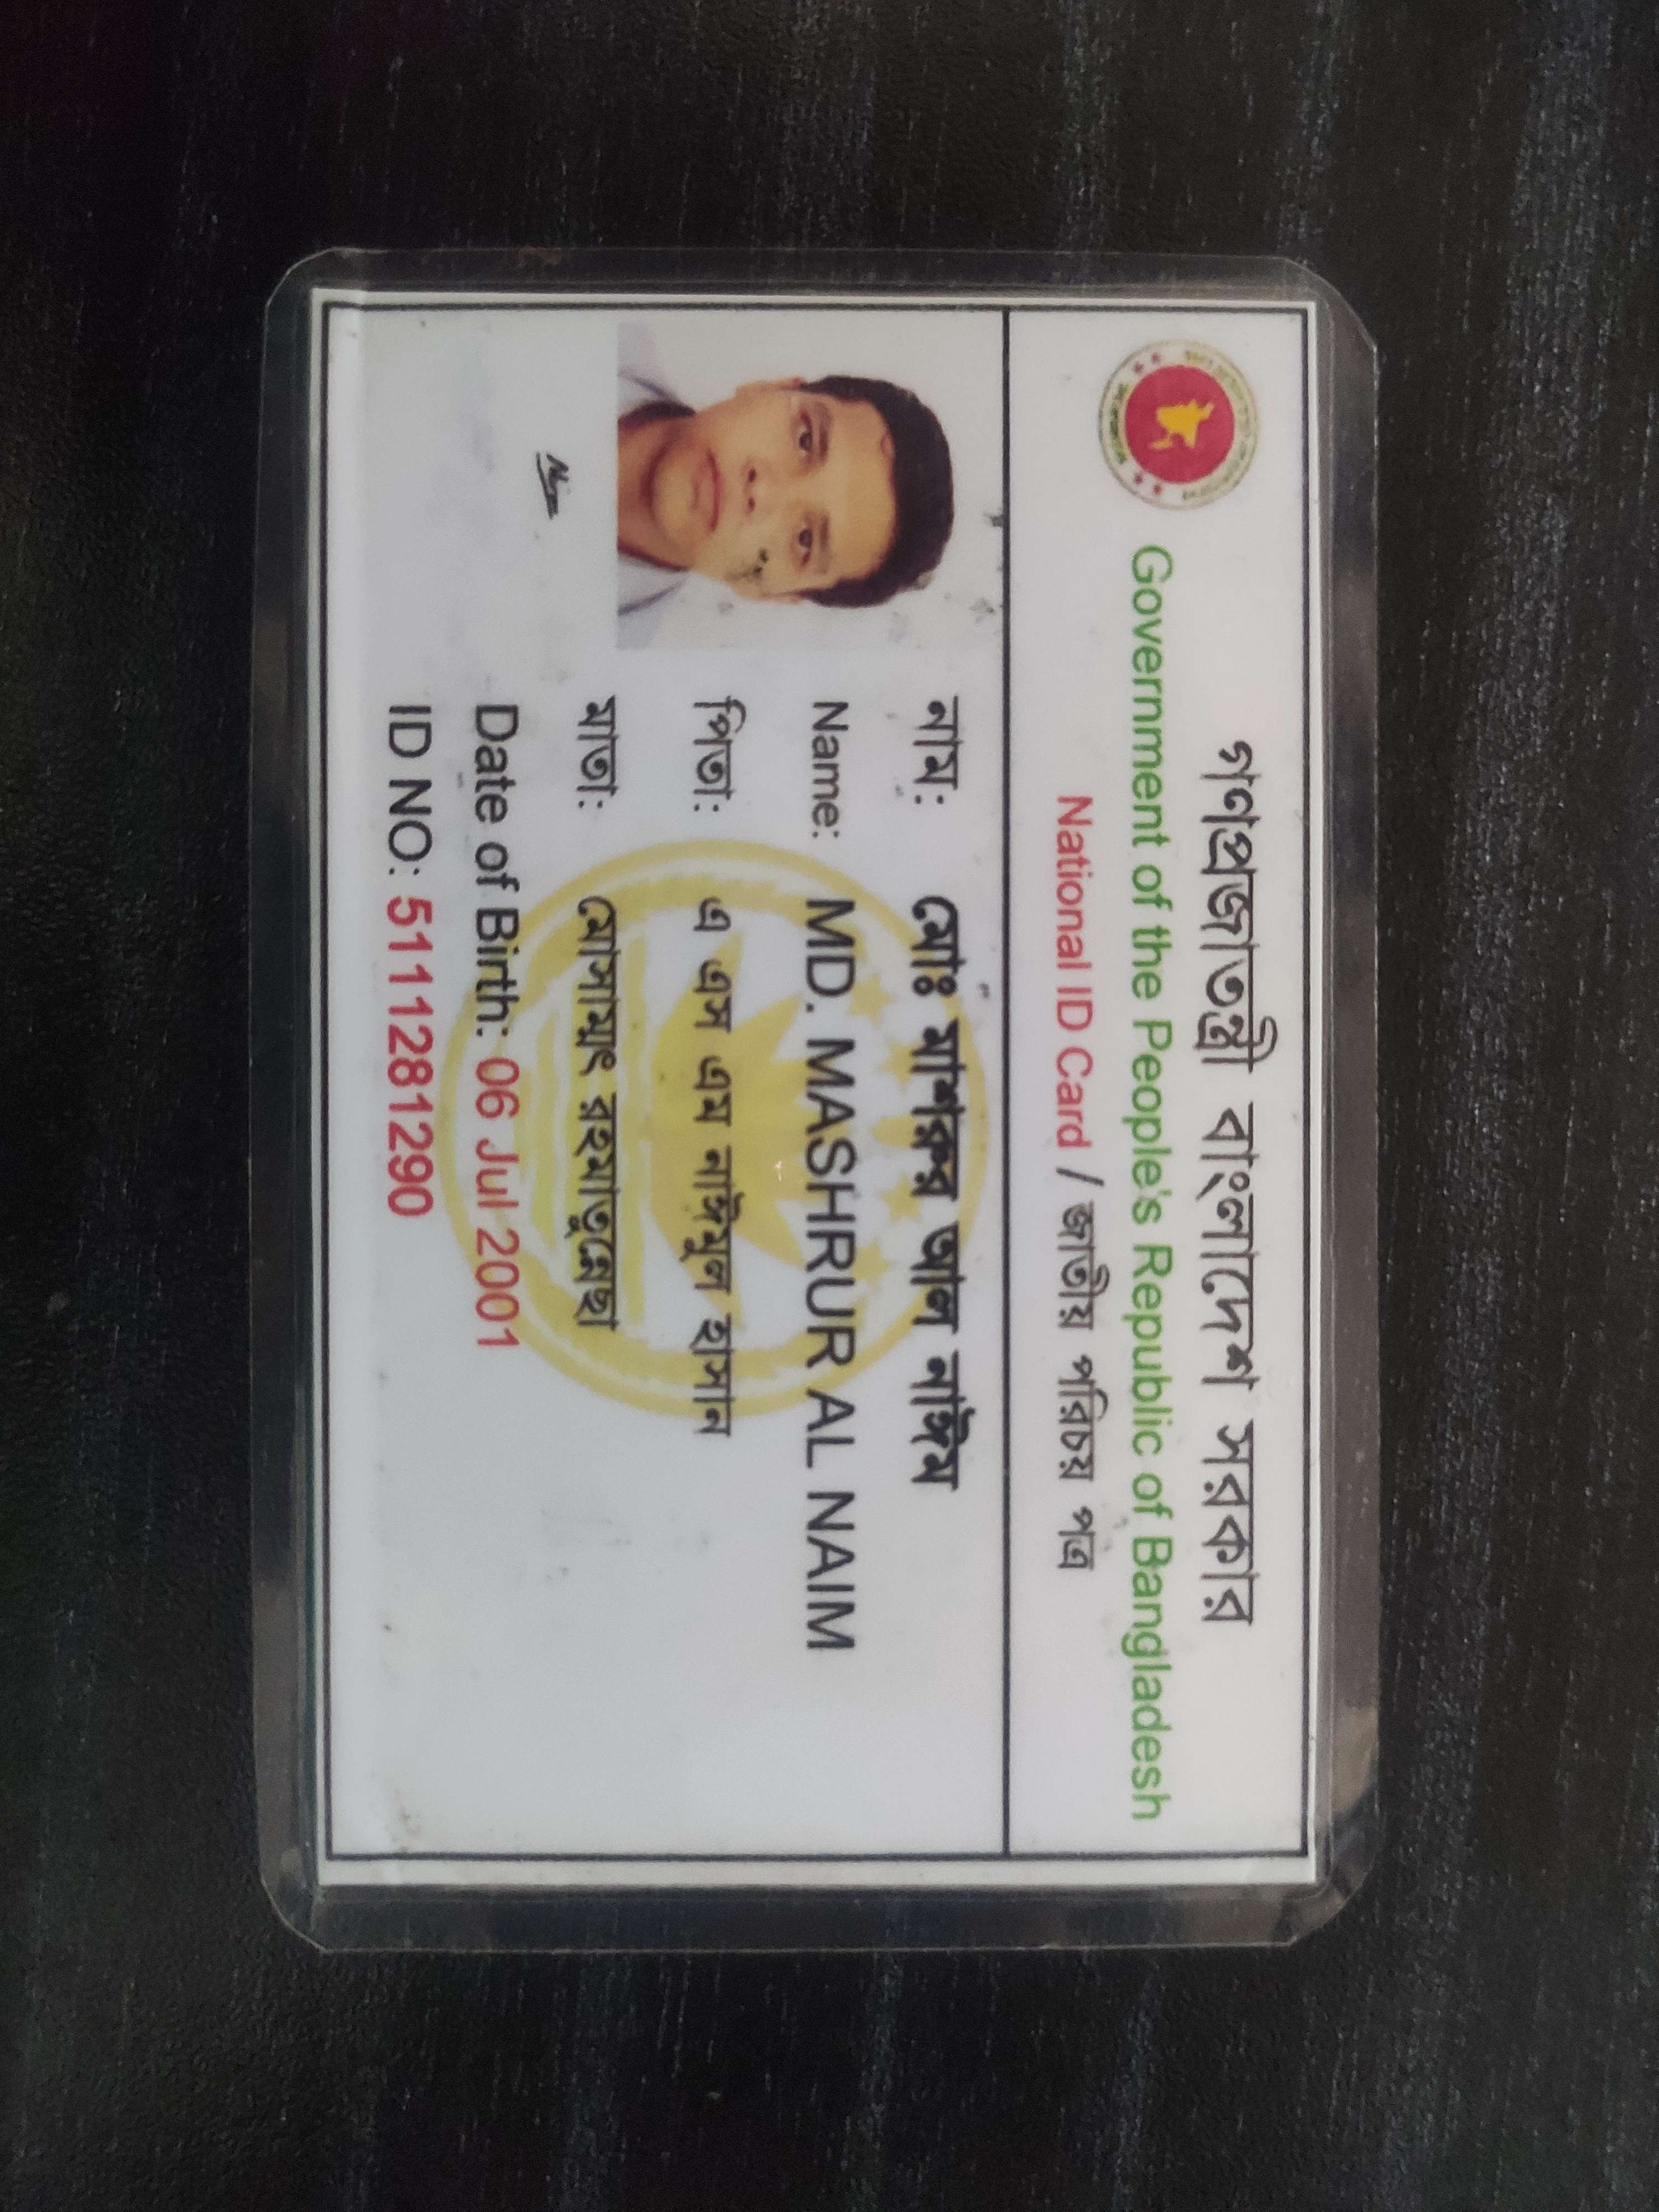 গণপ্রজাতন্ত্রী বাংলাদেশ সরকার
Government of the People's Republic of Bangladesh
National ID Card / জাতীয় পরিচয় পত্র
নাম: মোঃ মাশরুর আল নাঈম
Name: MD. MASHRUR AL NAIM
পিতা: এ এস এম নাঈমুল হাসান
মাতা: মোসাম্মৎ রহমাতুন্নেছা
Date of Birth: 06 Jul 2001
ID NO: 5111281290